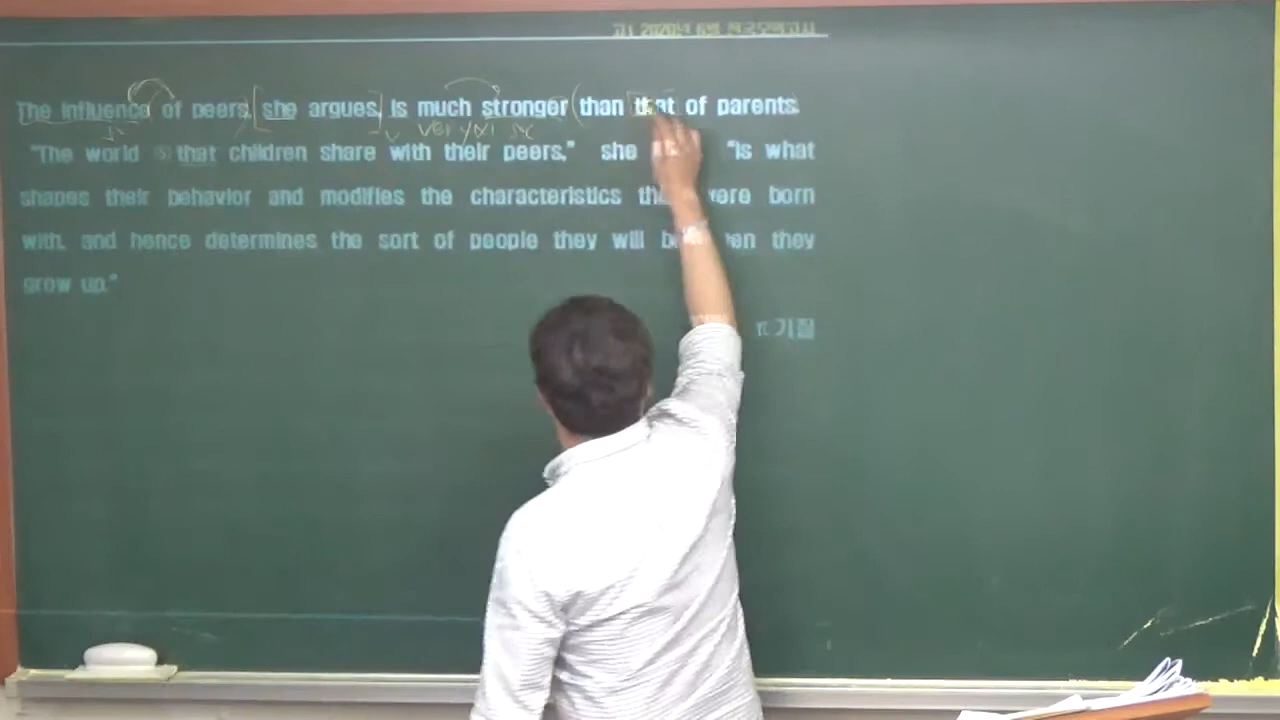 고1 2020년 6월 전국모의고사
The influence of peers, she argues, is much stronger than that of parents.
"The world ⑤ that children share with their peers," she "is what
shapes their behavior and modifies the characteristics were born
with, and hence determines the sort of people they will be they
grow up."
기질